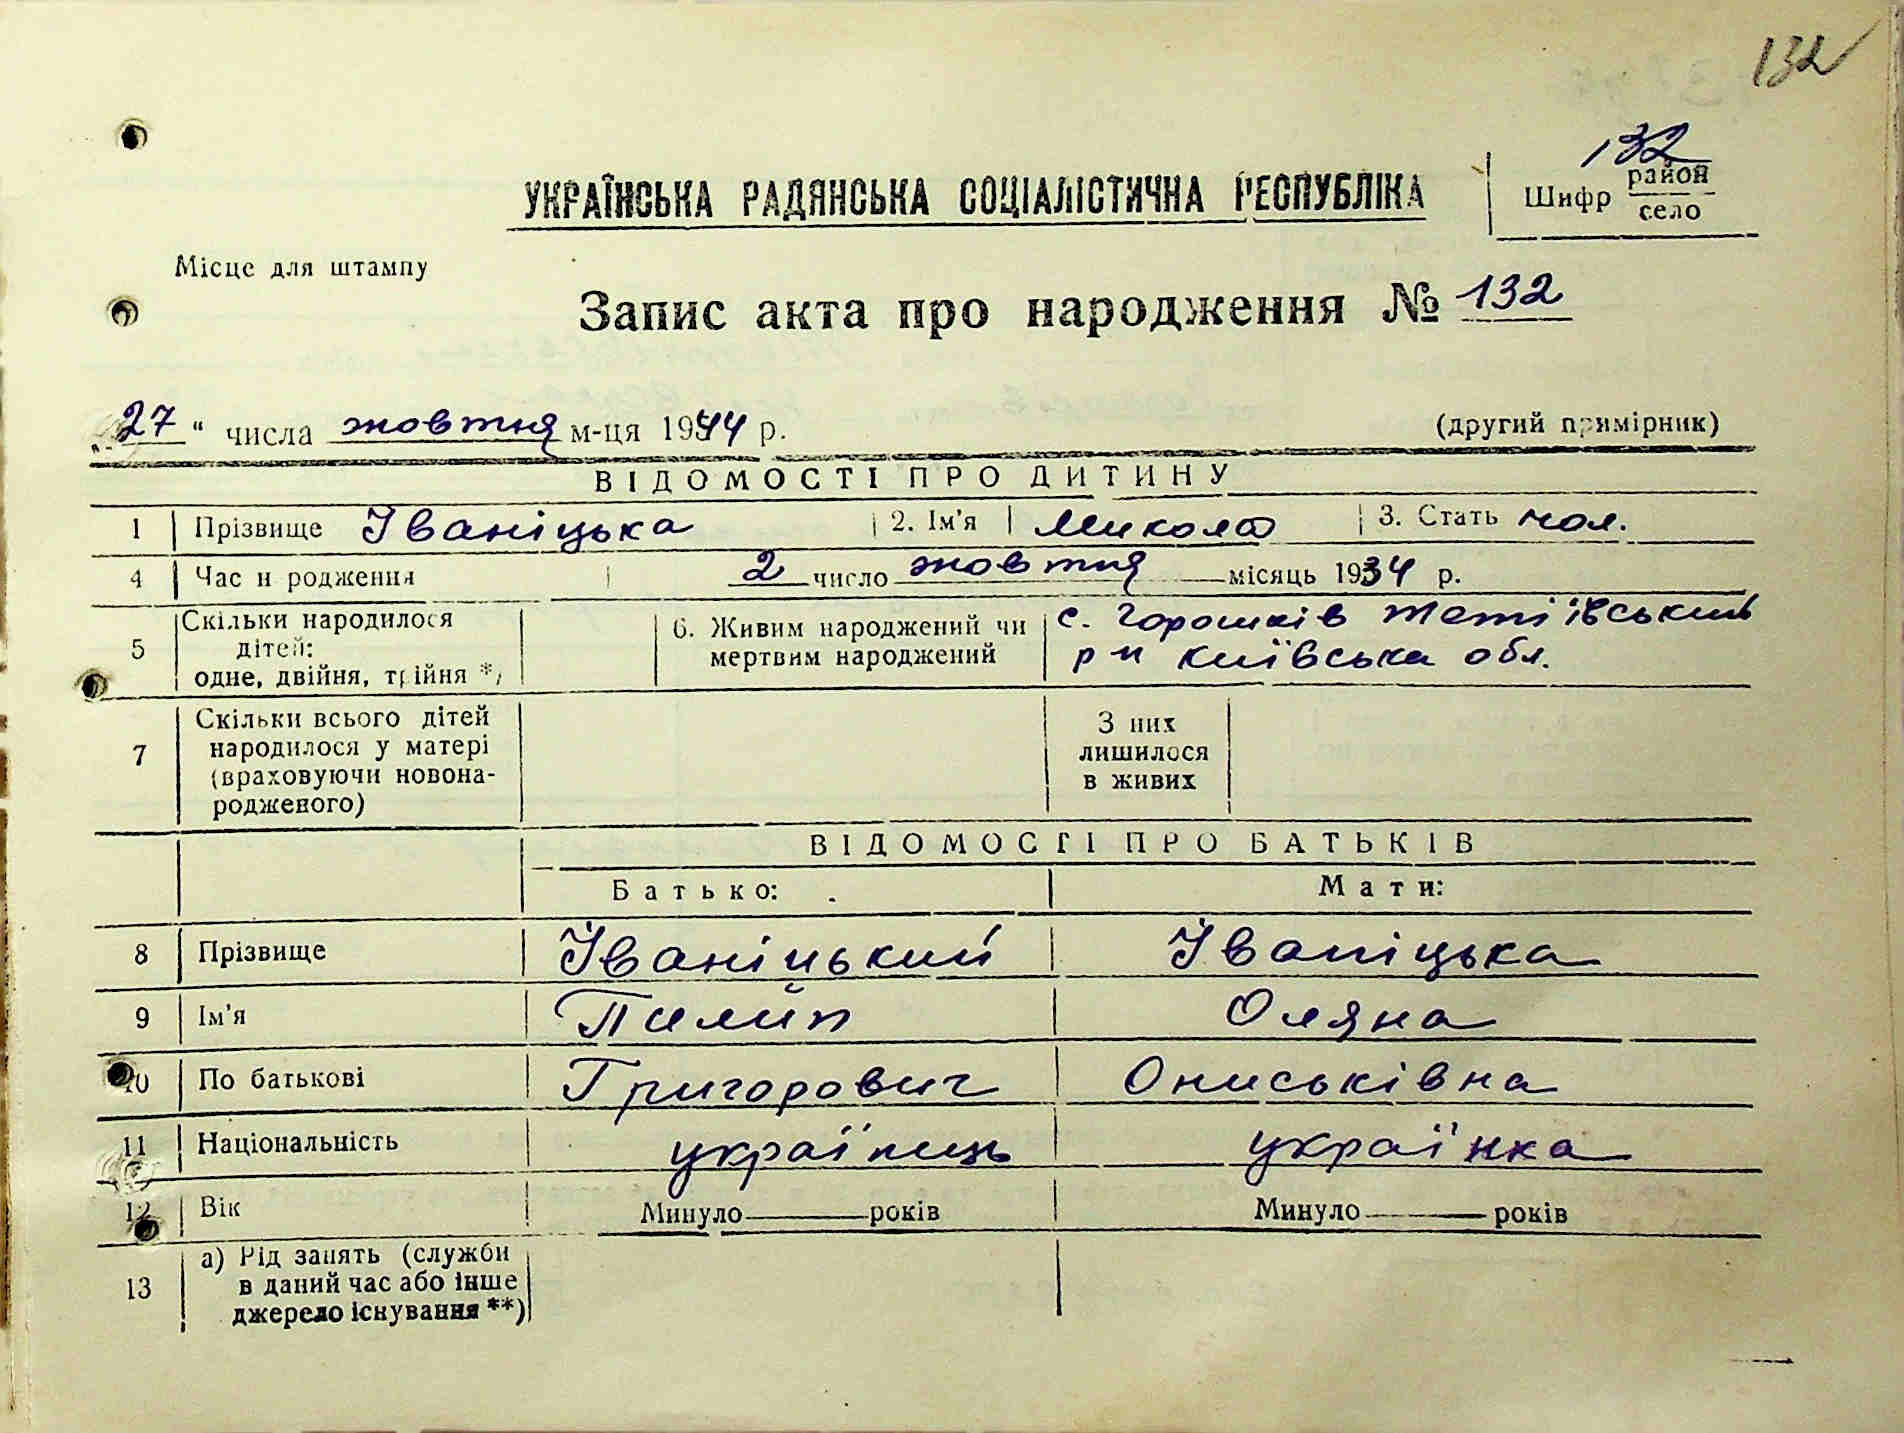 132
132
УКРАЇНСЬКА РАДЯНСЬКА СОЦІАЛІСТИЧНА РЕСПУБЛІКА
Шифр район
село
Місце для штампу
Запис акта про народження № 132
„27“ числа жовтня м-ця 1944 р. (другий примірник)
ВІДОМОСТІ ПРО ДИТИНУ
1 Прізвище Іваніцька 2. Ім'я Микола 3. Стать чол.
4 Час народження 2 число жовтня місяць 1934 р.
5 Скільки народилося дітей: одне, двійня, трійня *) 6. Живим народжений чи мертвим народжений с. Горошків Тетіївський р-н Київська обл.
7 Скільки всього дітей народилося у матері (враховуючи новонародженого) З них лишилося в живих
ВІДОМОСТІ ПРО БАТЬКІВ
Батько: Мати:
8 Прізвище Іваніцький Іваніцька
9 Ім'я Пилип Оляна
10 По батькові Григорович Ониськівна
11 Національність українець українка
12 Вік Минуло років Минуло років
13 а) Рід занять (служби в даний час або інше джерело існування **)